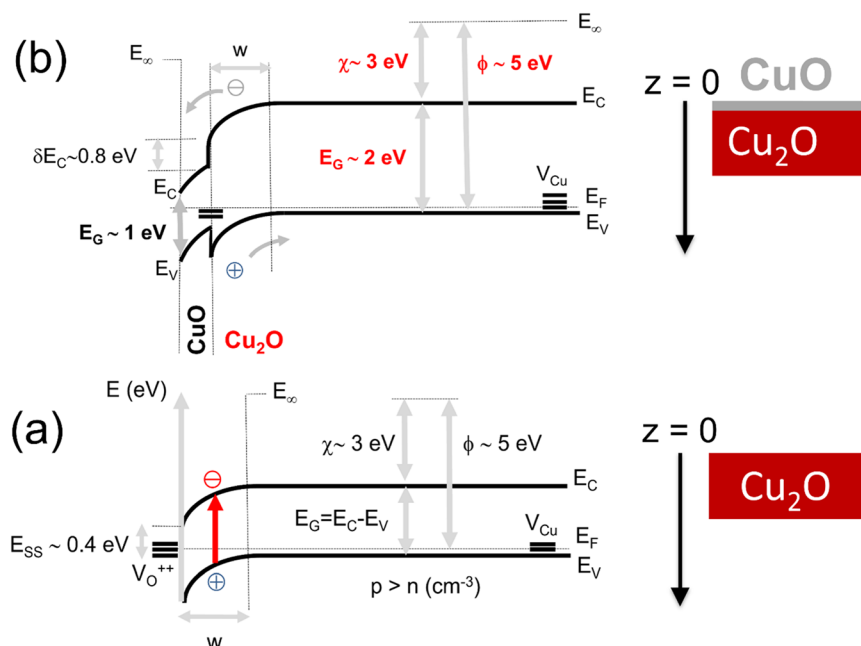 (b)
E∞
w
⊖
χ~ 3 eV
ϕ ~ 5 eV
E∞
z = 0
CuO
Cu₂O
E_C
δE_C~0.8 eV
E_G ~ 2 eV
V_Cu
E_C
E_F
E_V
E_G ~ 1 eV
E_V
⊕
CuO
Cu₂O
(a)
E (eV)
E∞
z = 0
χ~ 3 eV
ϕ ~ 5 eV
⊖
E_C
Cu₂O
E_SS ~ 0.4 eV
E_G=E_C-E_V
V_Cu
E_F
V_O⁺⁺
⊕
E_V
p > n (cm⁻³)
w